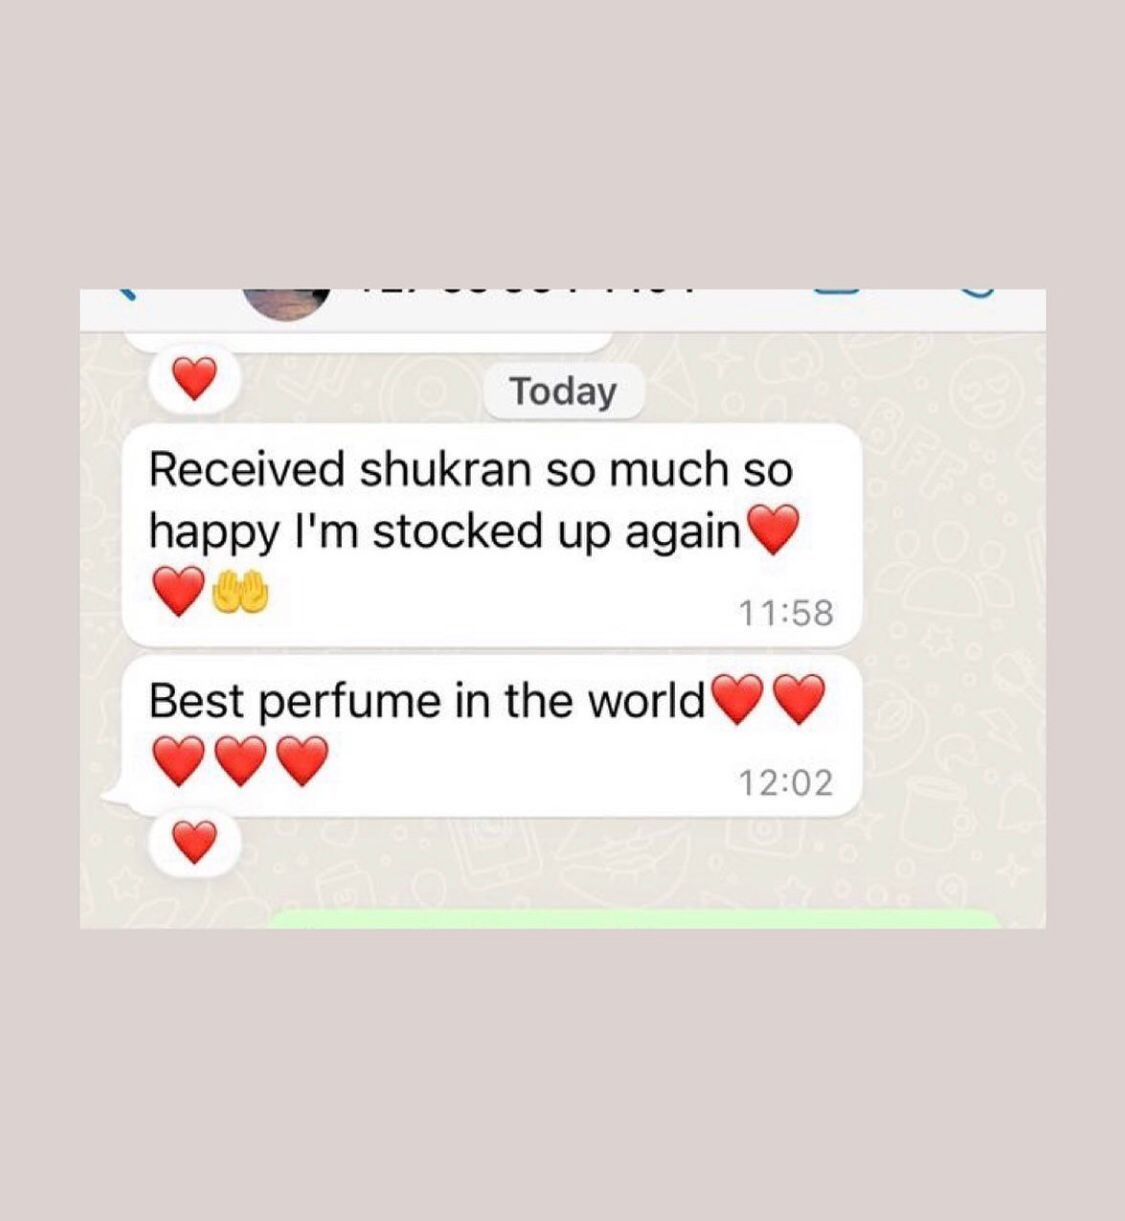 Today
Received shukran so much so
happy I'm stocked up again❤️
❤️🤲
11:58
Best perfume in the world❤️❤️
❤️❤️❤️
12:02